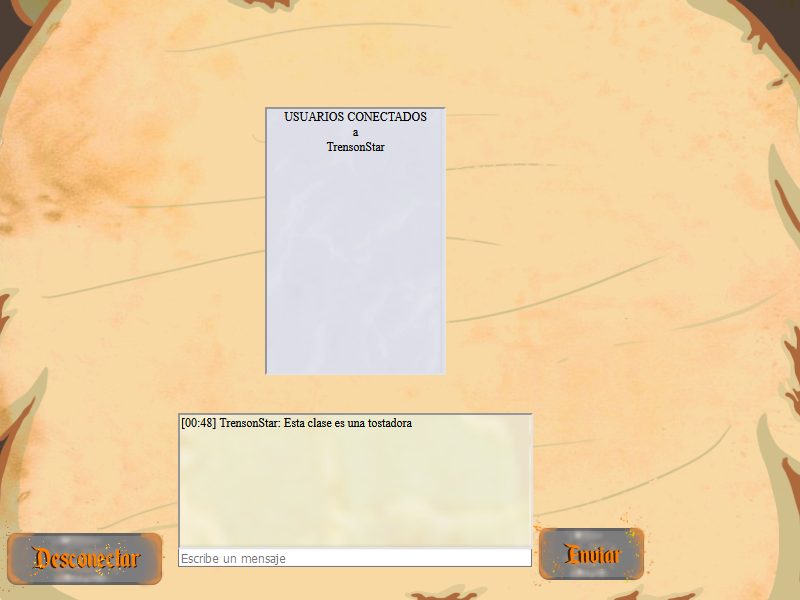 USUARIOS CONECTADOS
a
TrensonStar
[00:48] TrensonStar: Esta clase es una tostadora
Escribe un mensaje
Desconectar
Enviar